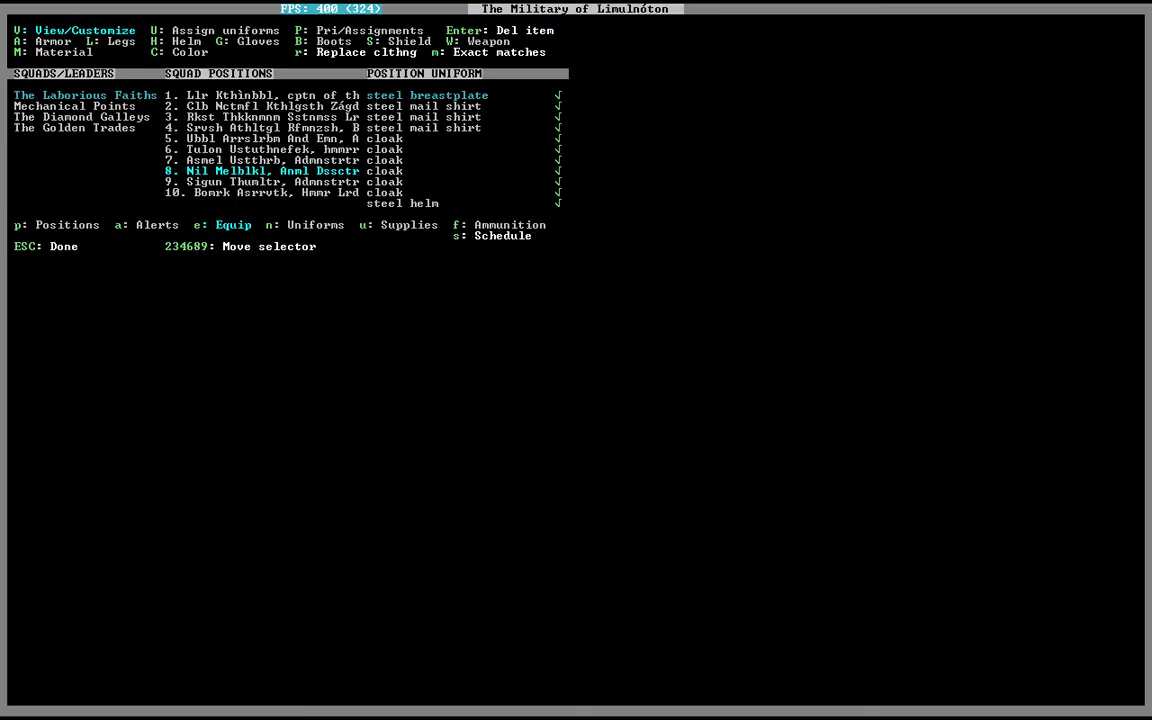 FPS: 400 (324) The Military of Limulnóton
V: View/Customize U: Assign uniforms P: Pri/Assignments Enter: Del item
A: Armor L: Legs H: Helm G: Gloves B: Boots S: Shield W: Weapon
M: Material C: Color r: Replace clthng m: Exact matches
SQUADS/LEADERS SQUAD POSITIONS POSITION UNIFORM
The Laborious Faiths 1. Llr Kthìnbbl, cptn of th steel breastplate √
Mechanical Points 2. Clb Nctmfl Kthlgsth Zágd steel mail shirt √
The Diamond Galleys 3. Rkst Thkknmnm Sstnmss Lr steel mail shirt √
The Golden Trades 4. Srvsh Athltgl Rfmnzsh, B steel mail shirt √
5. Ubbl Arrslrbm And Emn, A cloak √
6. Tulon Ustuthnefek, hmmrr cloak √
7. Asmel Ustthrb, Admnstrtr cloak √
8. Nil Melblkl, Anml Dssctr cloak √
9. Sigun Thumltr, Admnstrtr cloak √
10. Bomrk Asrrvtk, Hmmr Lrd cloak √
steel helm √
p: Positions a: Alerts e: Equip n: Uniforms u: Supplies f: Ammunition
s: Schedule
ESC: Done 234689: Move selector